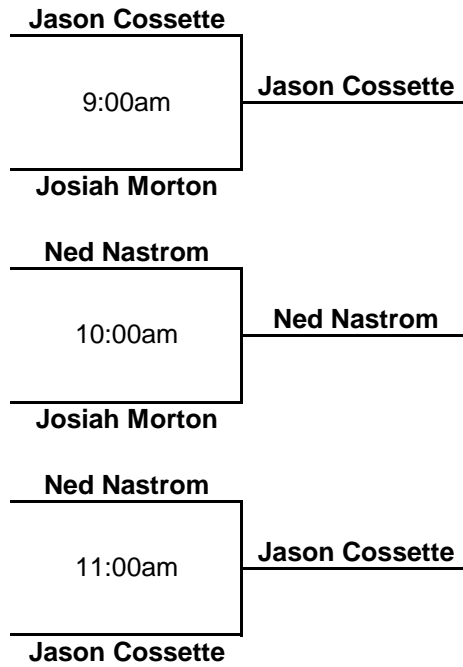 Jason Cossette
9:00am
Jason Cossette
Josiah Morton
Ned Nastrom
10:00am
Ned Nastrom
Josiah Morton
Ned Nastrom
11:00am
Jason Cossette
Jason Cossette